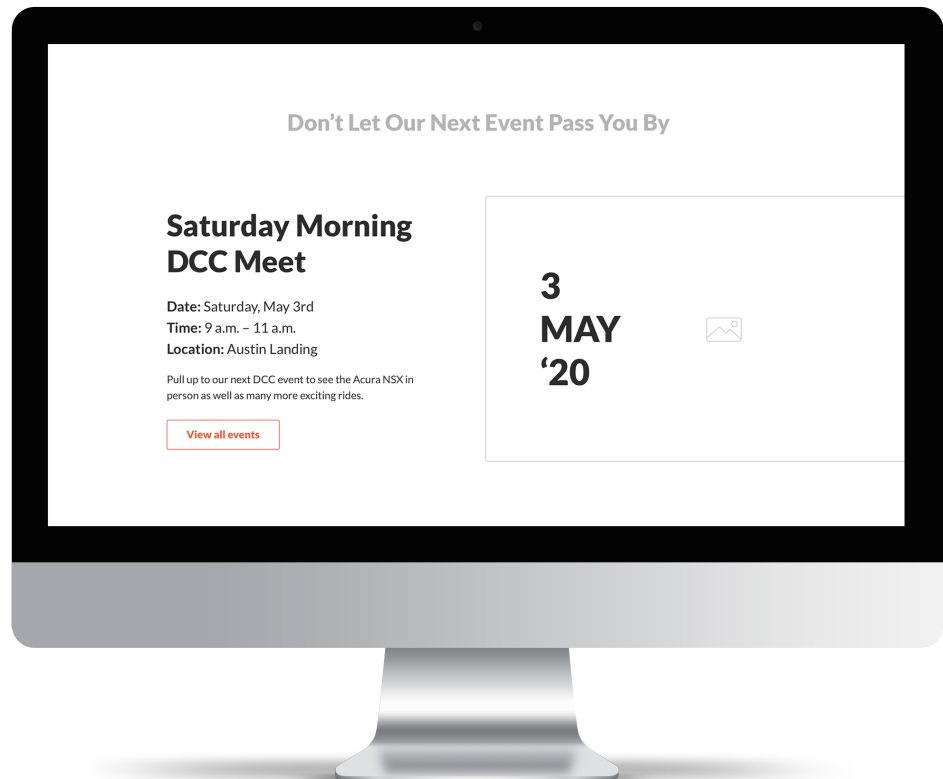 Don’t Let Our Next Event Pass You By
Saturday Morning
DCC Meet
Date: Saturday, May 3rd
Time: 9 a.m. – 11 a.m.
Location: Austin Landing
Pull up to our next DCC event to see the Acura NSX in
person as well as many more exciting rides.
View all events
3
MAY
‘20